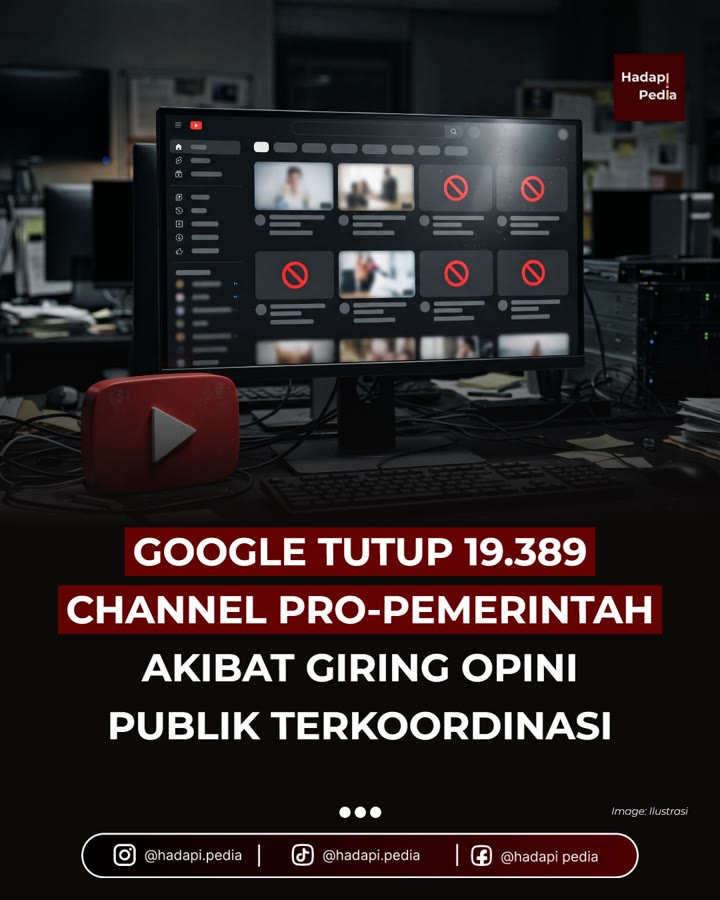 Hadapi
Pedia
GOOGLE TUTUP 19.389
CHANNEL PRO-PEMERINTAH
AKIBAT GIRING OPINI
PUBLIK TERKOORDINASI
Image: Ilustrasi
@hadapi.pedia
@hadapi.pedia
@hadapi pedia